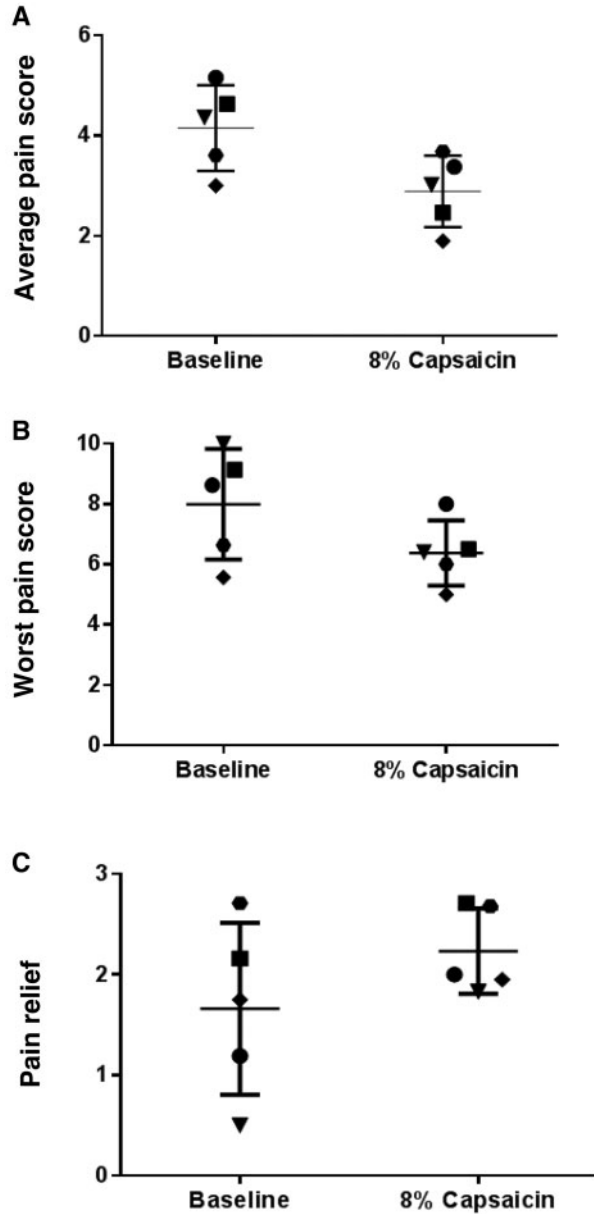 A
Average pain score
6
4
2
0
Baseline 8% Capsaicin
B
Worst pain score
10
8
6
4
2
0
Baseline 8% Capsaicin
C
Pain relief
3
2
1
0
Baseline 8% Capsaicin